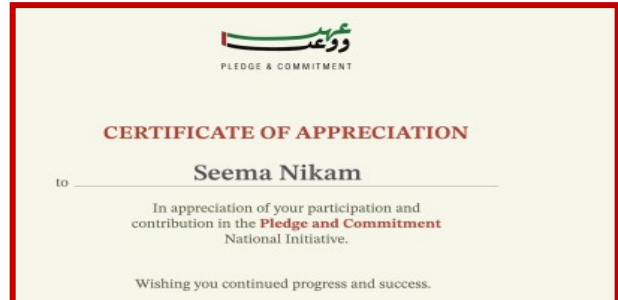 عهد
ووعد
PLEDGE & COMMITMENT
CERTIFICATE OF APPRECIATION
to Seema Nikam
In appreciation of your participation and
contribution in the Pledge and Commitment
National Initiative.
Wishing you continued progress and success.